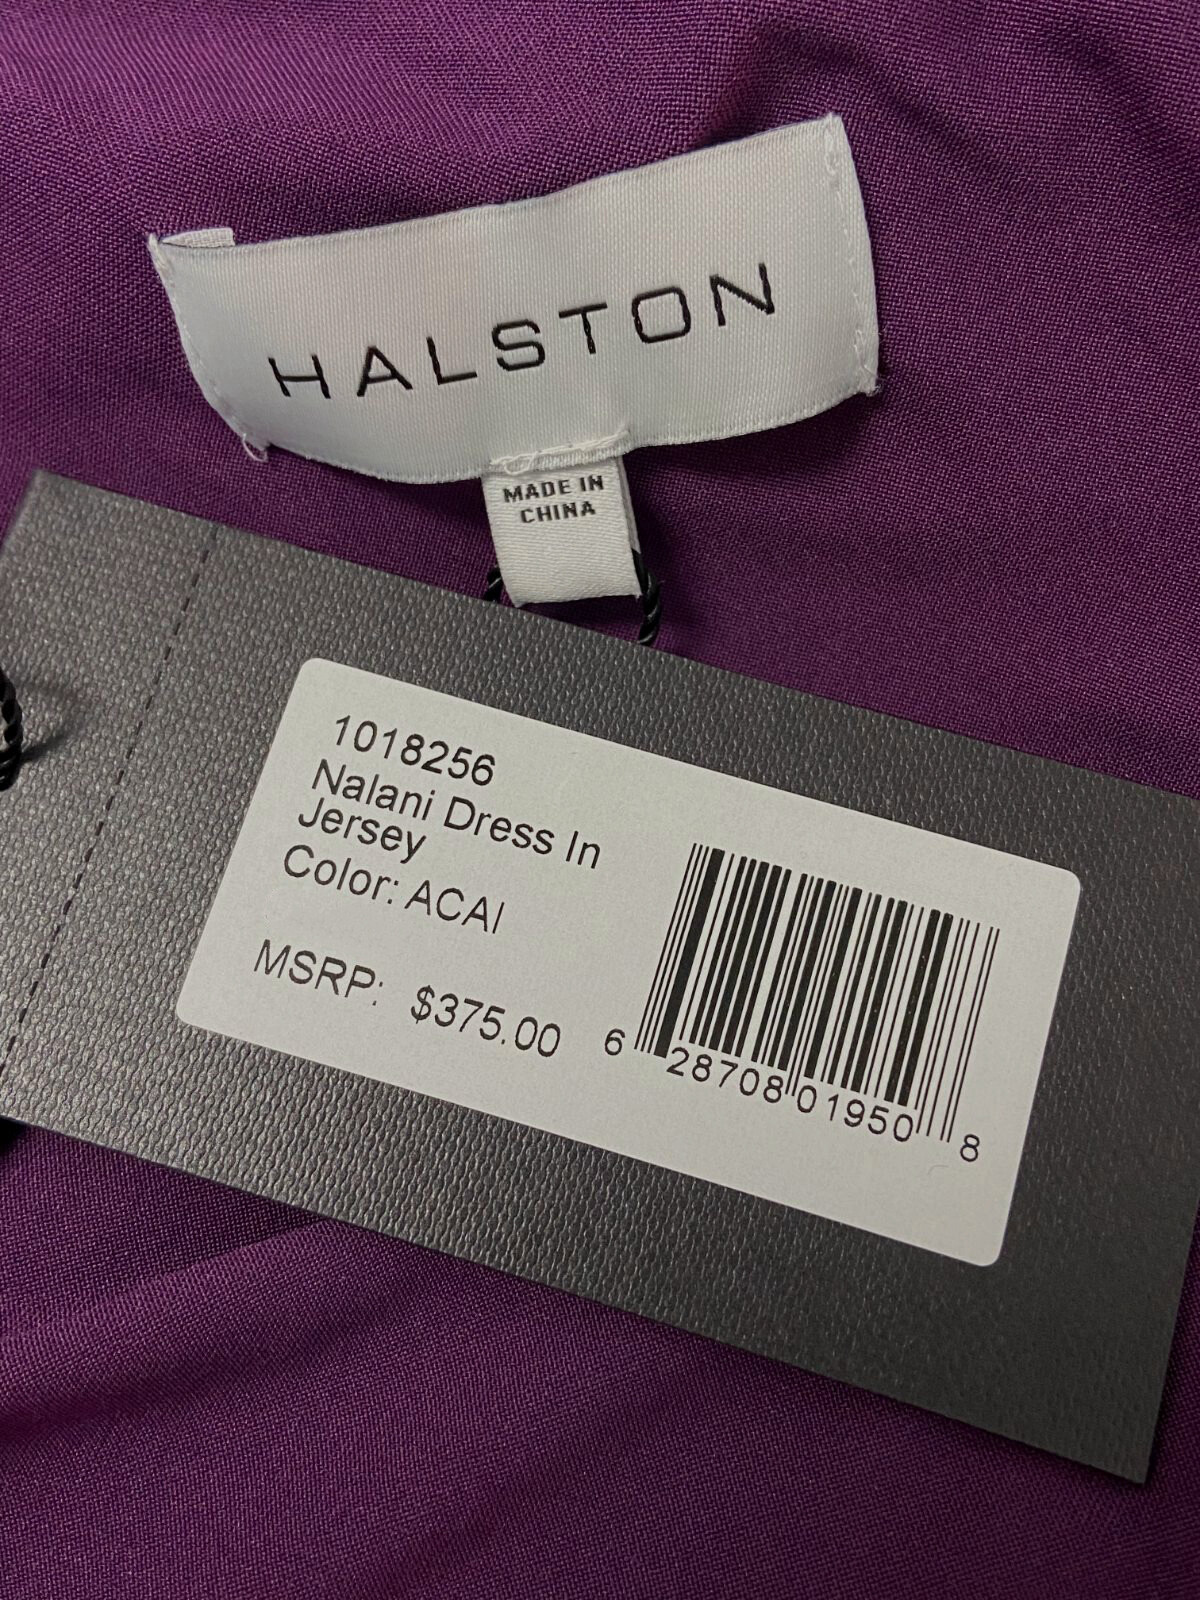 HALSTON
MADE IN
CHINA
1018256
Nalani Dress In
Jersey
Color: ACAI
MSRP: $375.00
6 28708 01950 8